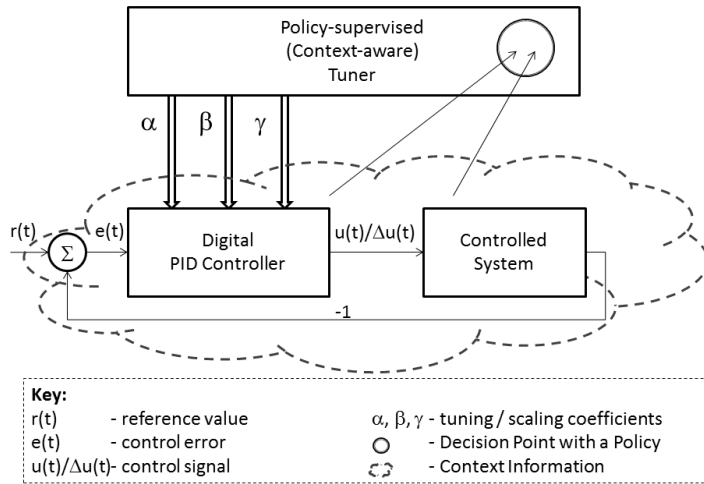 Policy-supervised
(Context-aware)
Tuner
α
β
γ
r(t)
e(t)
Σ
Digital
PID Controller
u(t)/Δu(t)
Controlled
System
-1
Key:
r(t) - reference value
e(t) - control error
u(t)/Δu(t)- control signal
α, β, γ - tuning / scaling coefficients
- Decision Point with a Policy
- Context Information